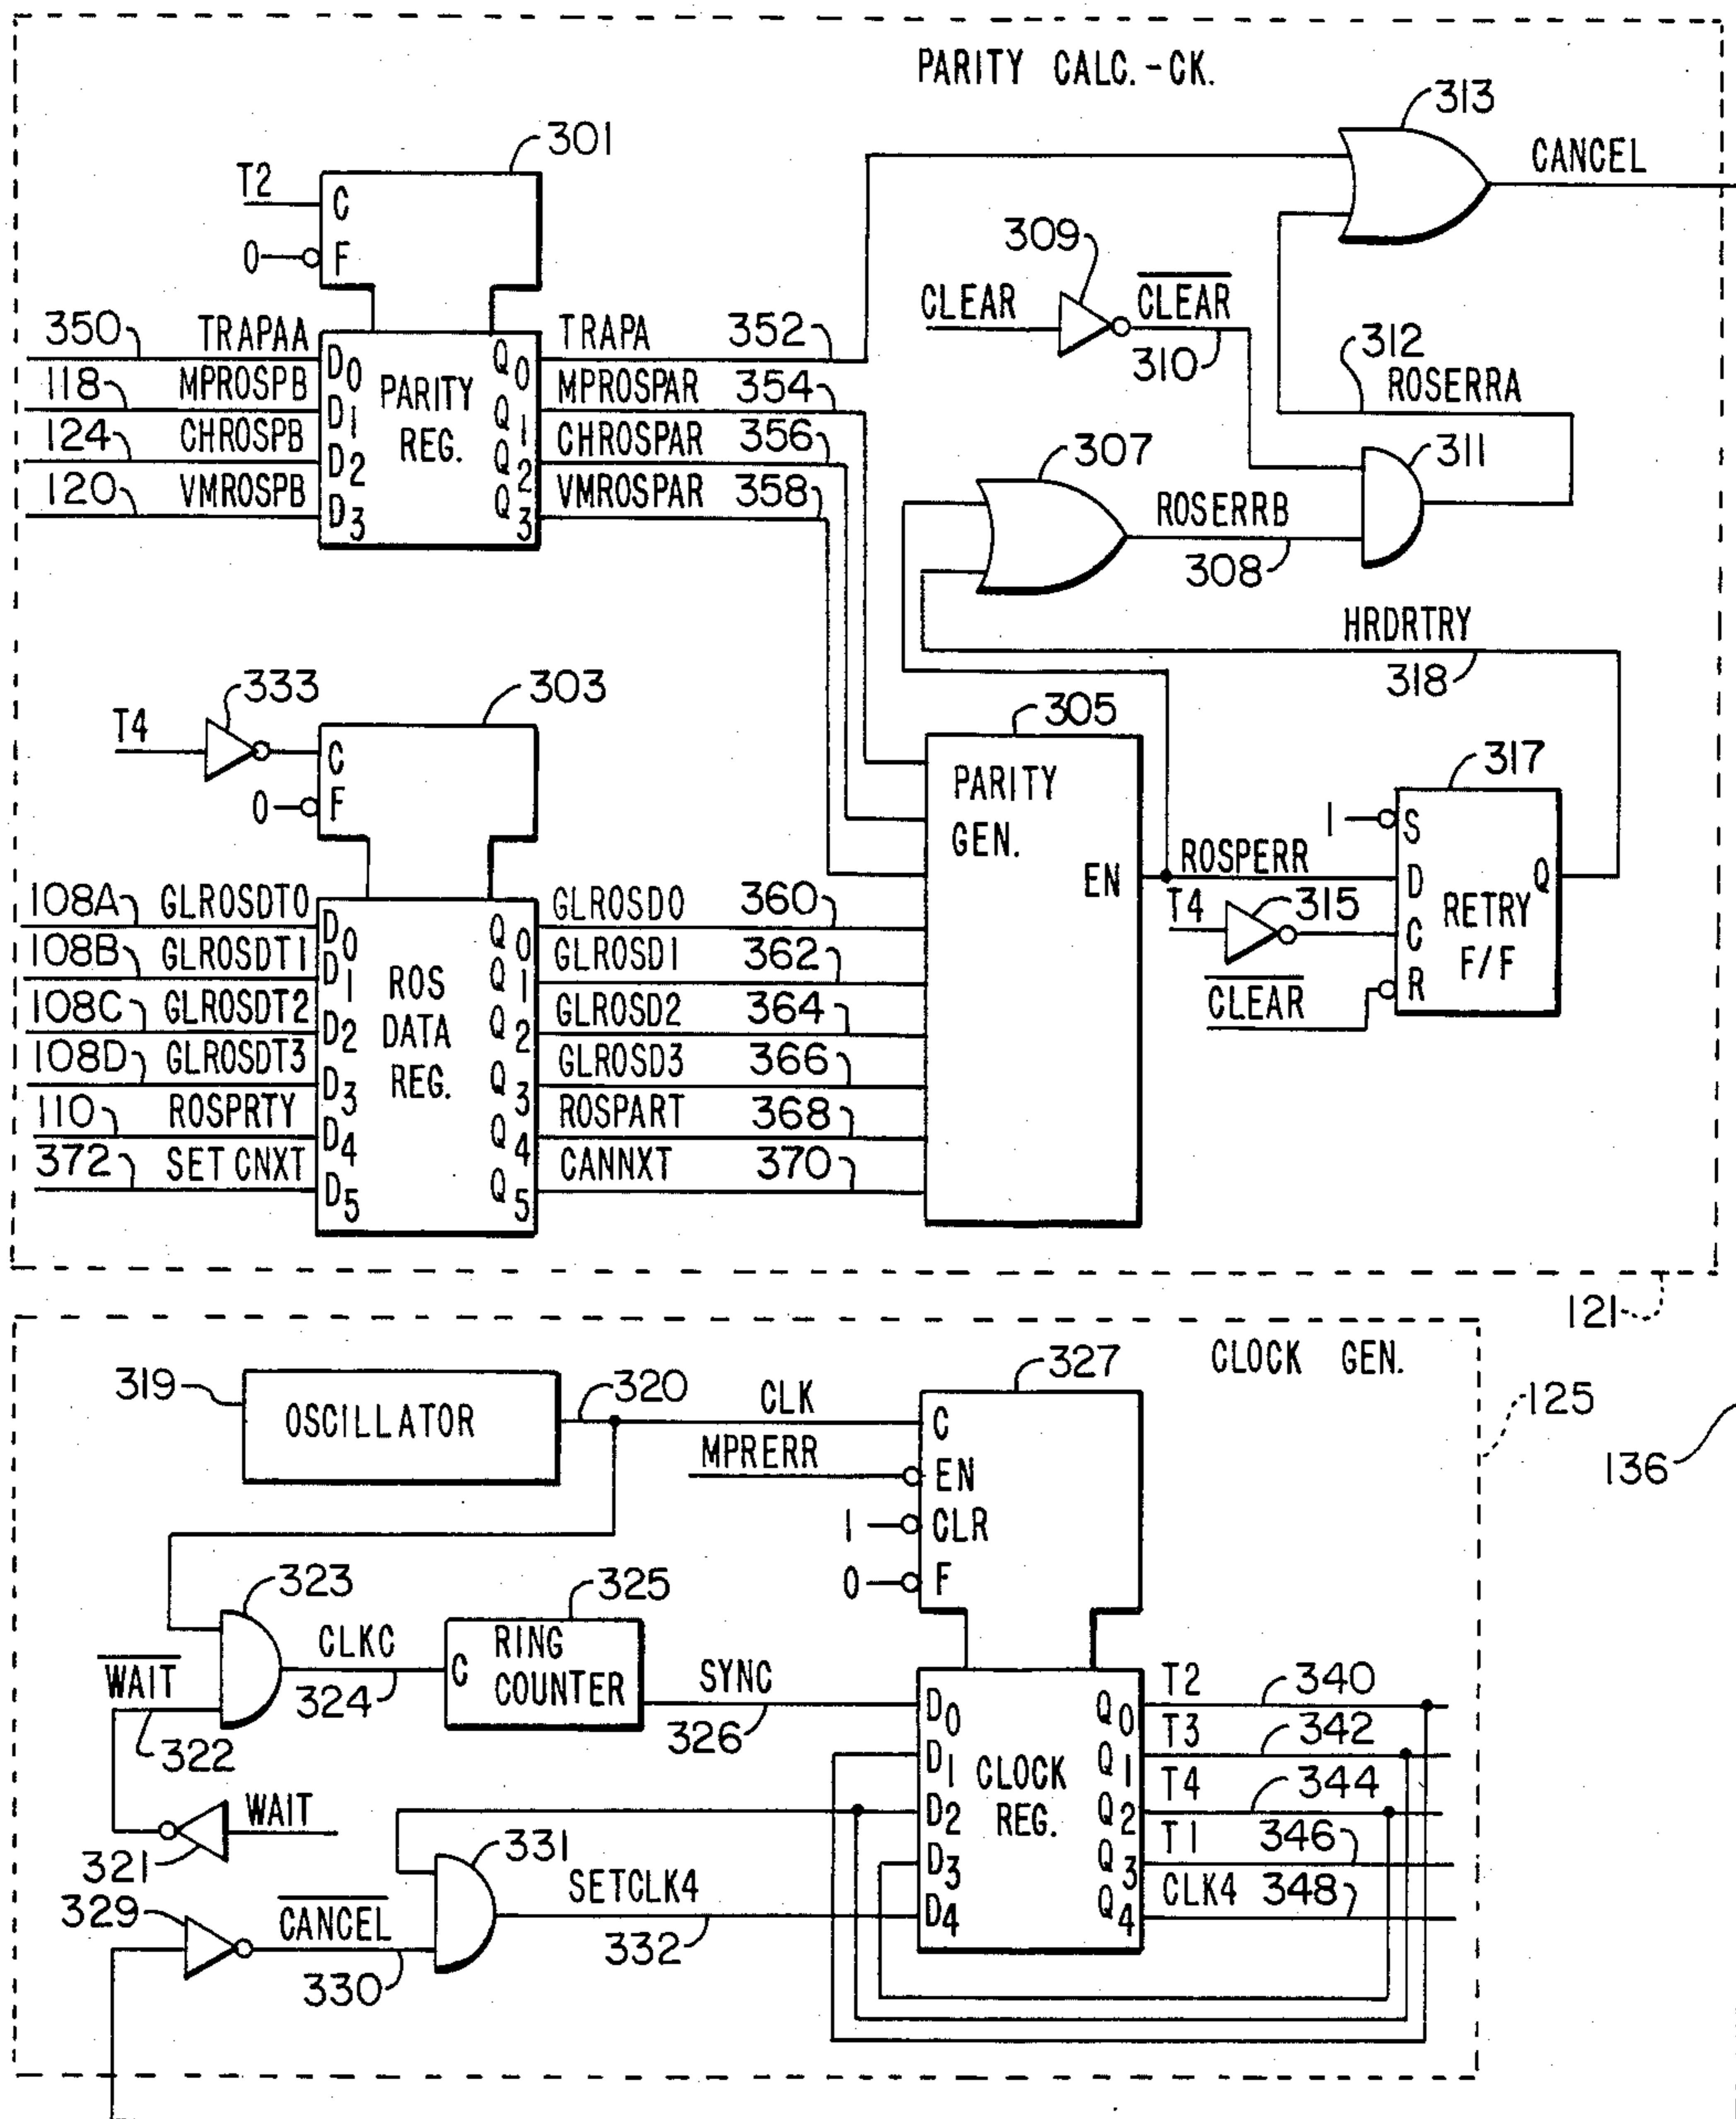 PARITY CALC.-CK.
313
CANCEL
301
T2
C
0
F
309
CLEAR
CLEAR
310
312
ROSERRA
350 TRAPAA D0 PARITY REG. Q0 TRAPA 352
118 MPROSPB D1 Q1 MPROSPAR 354
124 CHROSPB D2 Q2 CHROSPAR 356
120 VMROSPB D3 Q3 VMROSPAR 358
307
311
ROSERRB
308
HRDRTRY
318
333
T4
303
C
0
F
305
PARITY GEN.
EN
317
1
S
ROSPERR
D
Q
T4
315
C
RETRY F/F
CLEAR
R
108A GLROSDT0 D0 ROS DATA REG. Q0 GLROSD0 360
108B GLROSDT1 D1 Q1 GLROSD1 362
108C GLROSDT2 D2 Q2 GLROSD2 364
108D GLROSDT3 D3 Q3 GLROSD3 366
110 ROSPRTY D4 Q4 ROSPART 368
372 SET CNXT D5 Q5 CANNXT 370
121
CLOCK GEN.
125
136
319
OSCILLATOR
320
CLK
327
C
MPRERR
EN
1
CLR
0
F
323
CLKC
324
325
C
RING COUNTER
SYNC
326
WAIT
322
WAIT
321
D0 CLOCK REG. Q0 T2 340
D1 Q1 T3 342
D2 Q2 T4 344
D3 Q3 T1 346
D4 Q4 CLK4 348
331
SETCLK4
332
329
CANCEL
330